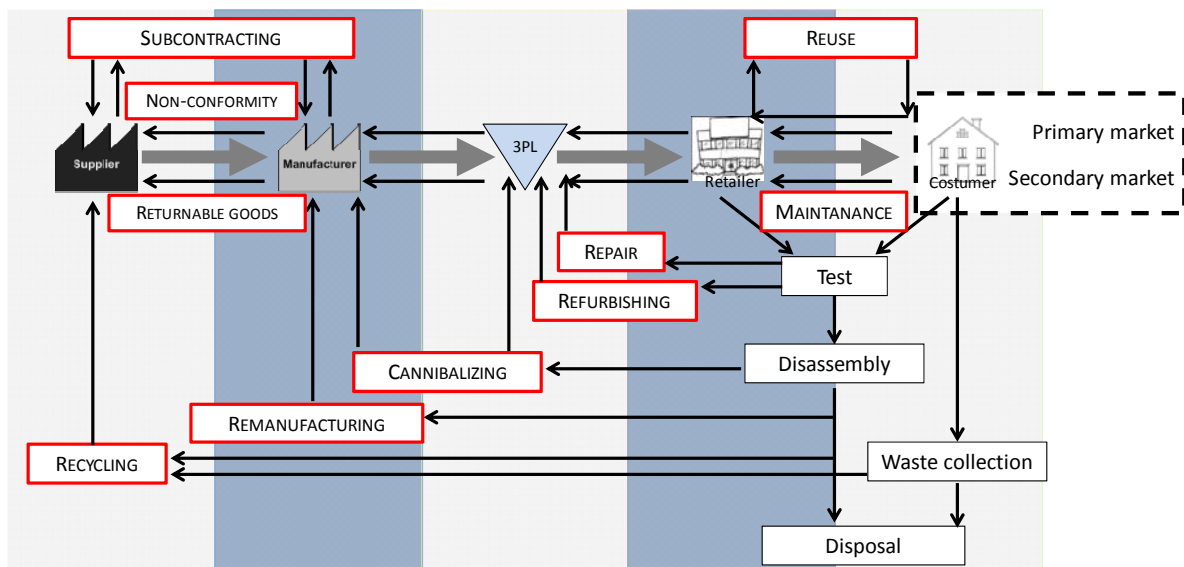 SUBCONTRACTING
REUSE
NON-CONFORMITY
Supplier
Manufacturer
3PL
Retailer
Costumer
Primary market
Secondary market
RETURNABLE GOODS
MAINTANANCE
REPAIR
Test
REFURBISHING
CANNIBALIZING
Disassembly
REMANUFACTURING
RECYCLING
Waste collection
Disposal